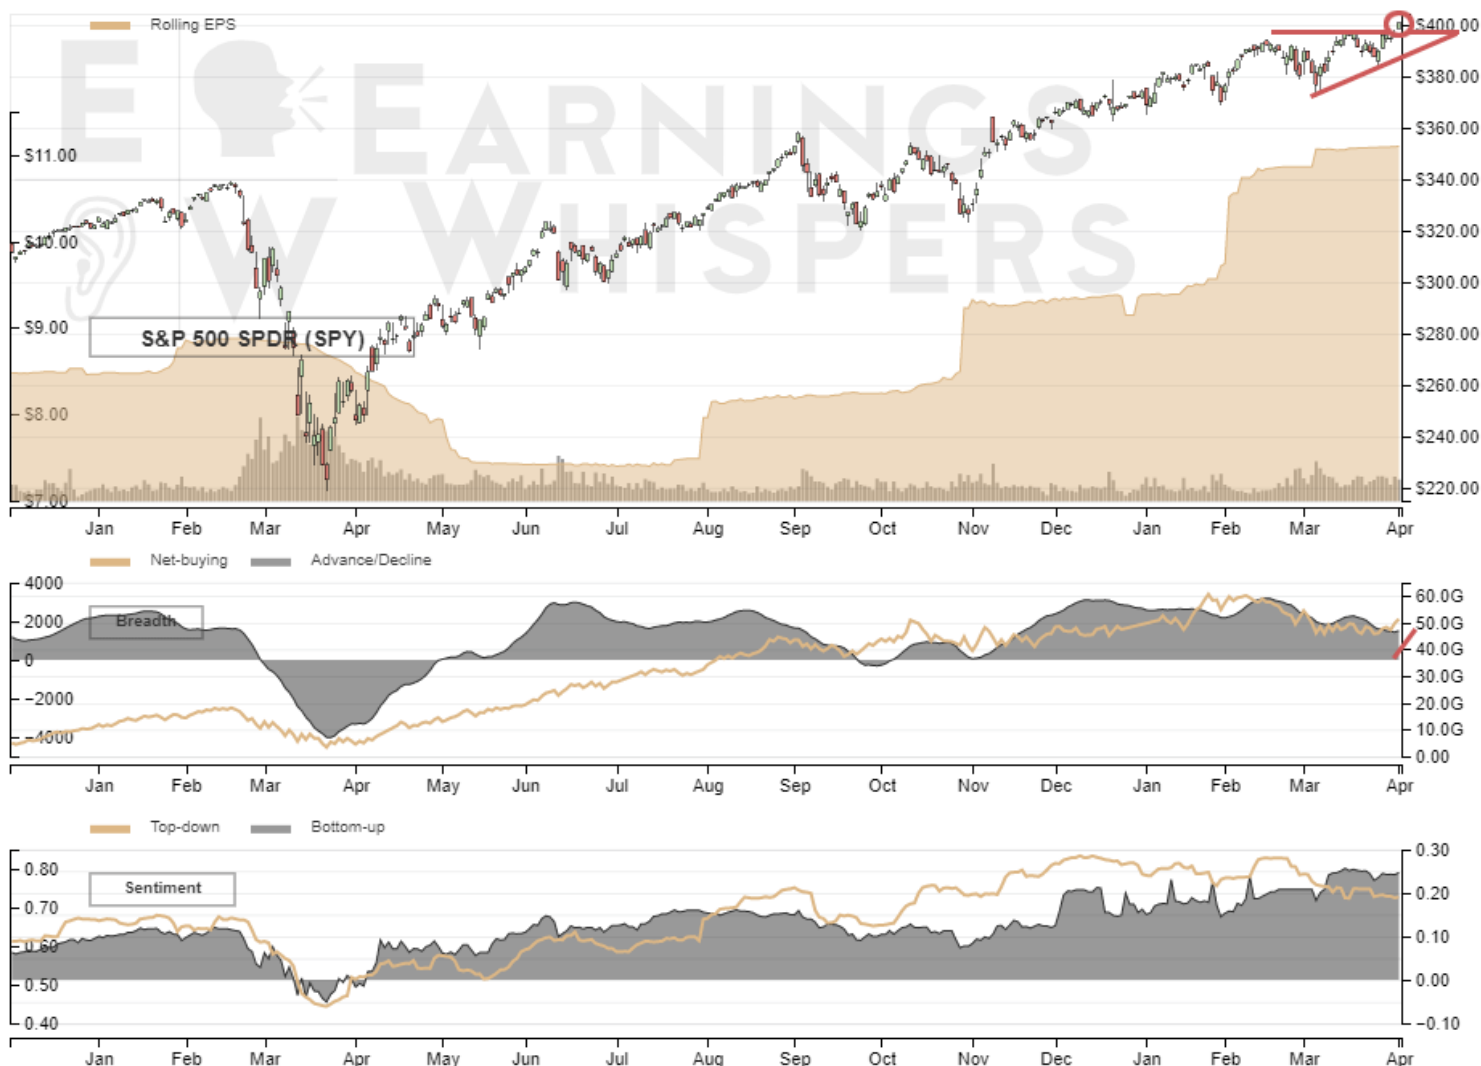 Rolling EPS
E EARNINGS
W WHISPERS
S&P 500 SPDR (SPY)
$11.00
$10.00
$9.00
$8.00
$7.00
$400.00
$380.00
$360.00
$340.00
$320.00
$300.00
$280.00
$260.00
$240.00
$220.00
Jan Feb Mar Apr May Jun Jul Aug Sep Oct Nov Dec Jan Feb Mar Apr
Net-buying Advance/Decline
Breadth
4000
2000
0
−2000
−4000
60.0G
50.0G
40.0G
30.0G
20.0G
10.0G
0.00
Jan Feb Mar Apr May Jun Jul Aug Sep Oct Nov Dec Jan Feb Mar Apr
Top-down Bottom-up
Sentiment
0.80
0.70
0.60
0.50
0.40
0.30
0.20
0.10
0.00
−0.10
Jan Feb Mar Apr May Jun Jul Aug Sep Oct Nov Dec Jan Feb Mar Apr